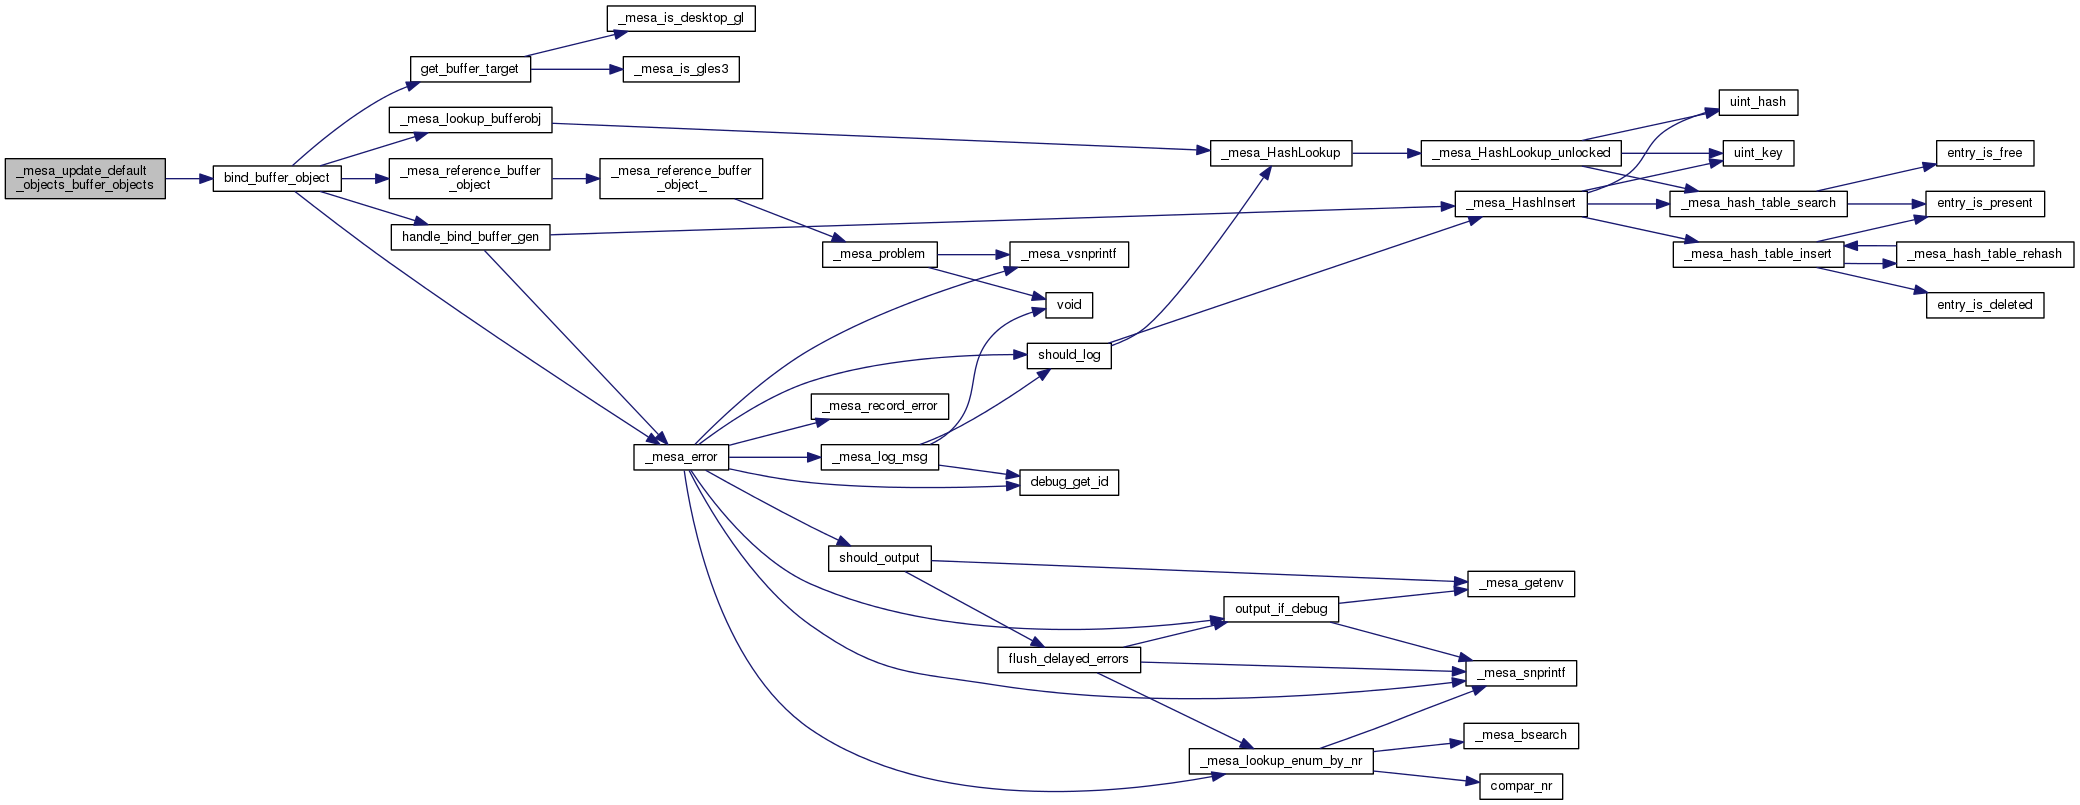 _mesa_is_desktop_gl
get_buffer_target
_mesa_is_gles3
uint_hash
_mesa_lookup_bufferobj
_mesa_HashLookup
_mesa_HashLookup_unlocked
uint_key
entry_is_free
_mesa_update_default
_objects_buffer_objects
bind_buffer_object
_mesa_reference_buffer
_object
_mesa_reference_buffer
_object_
_mesa_HashInsert
_mesa_hash_table_search
entry_is_present
handle_bind_buffer_gen
_mesa_problem
_mesa_vsnprintf
_mesa_hash_table_insert
_mesa_hash_table_rehash
void
entry_is_deleted
should_log
_mesa_record_error
_mesa_error
_mesa_log_msg
debug_get_id
should_output
_mesa_getenv
output_if_debug
flush_delayed_errors
_mesa_snprintf
_mesa_bsearch
_mesa_lookup_enum_by_nr
compar_nr